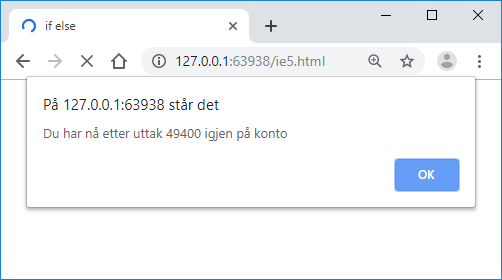 if else
127.0.0.1:63938/ie5.html
På 127.0.0.1:63938 står det
Du har nå etter uttak 49400 igjen på konto
OK